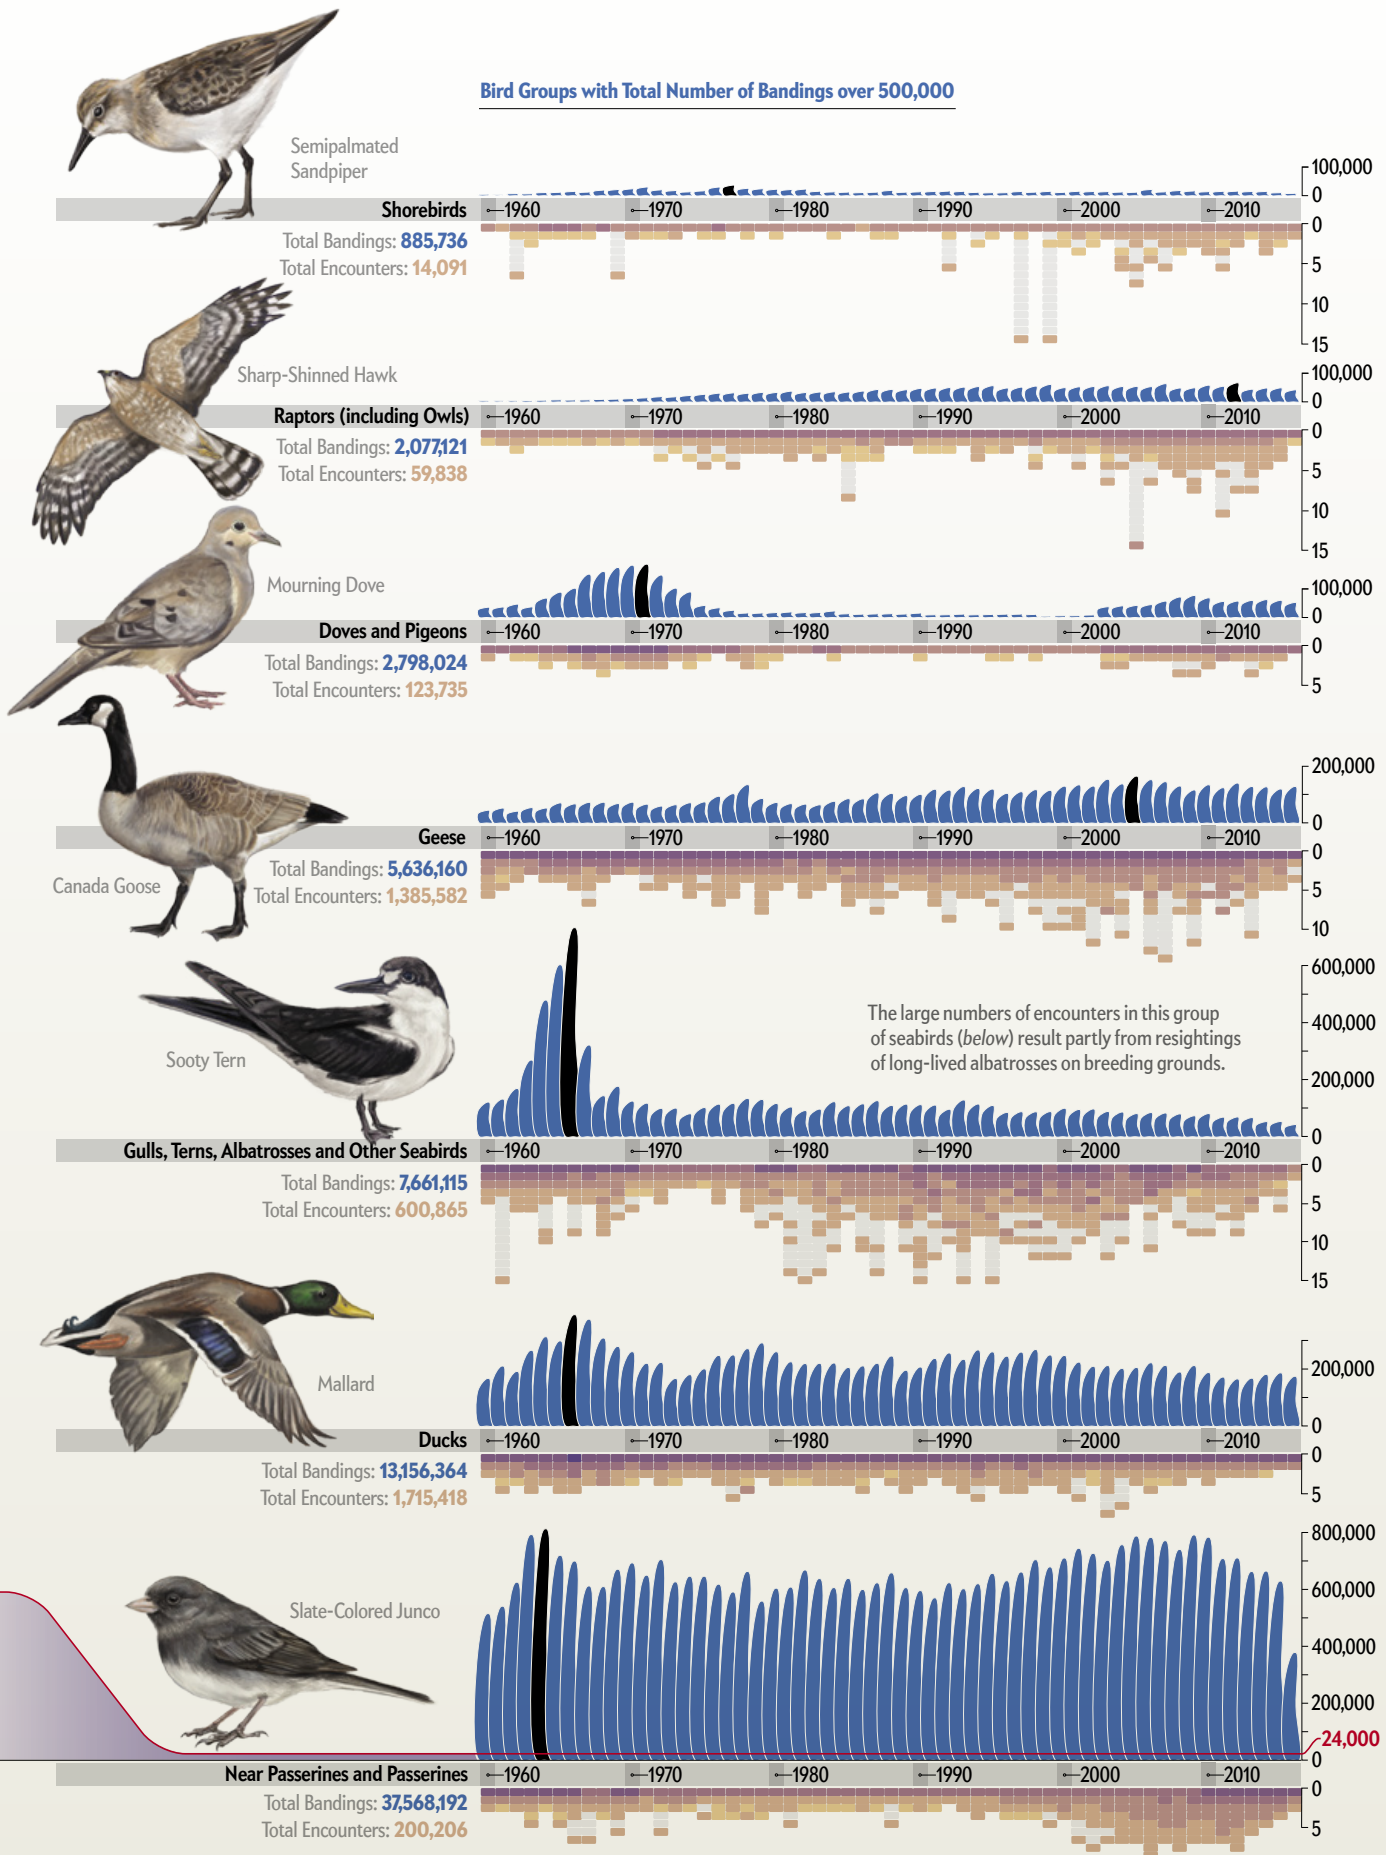 Bird Groups with Total Number of Bandings over 500,000
Semipalmated
Sandpiper
100,000
0
Shorebirds
1960 1970 1980 1990 2000 2010
Total Bandings: 885,736
Total Encounters: 14,091
0
5
10
15
Sharp-Shinned Hawk
100,000
0
Raptors (including Owls)
1960 1970 1980 1990 2000 2010
Total Bandings: 2,077,121
Total Encounters: 59,838
0
5
10
15
Mourning Dove
100,000
0
Doves and Pigeons
1960 1970 1980 1990 2000 2010
Total Bandings: 2,798,024
Total Encounters: 123,735
0
5
200,000
0
Geese
1960 1970 1980 1990 2000 2010
Total Bandings: 5,636,160
Canada Goose
Total Encounters: 1,385,582
0
5
10
600,000
400,000
200,000
0
The large numbers of encounters in this group
of seabirds (below) result partly from resightings
of long-lived albatrosses on breeding grounds.
Sooty Tern
Gulls, Terns, Albatrosses and Other Seabirds
1960 1970 1980 1990 2000 2010
Total Bandings: 7,661,115
Total Encounters: 600,865
0
5
10
15
Mallard
200,000
0
Ducks
1960 1970 1980 1990 2000 2010
Total Bandings: 13,156,364
Total Encounters: 1,715,418
0
5
Slate-Colored Junco
800,000
600,000
400,000
200,000
24,000
0
Near Passerines and Passerines
1960 1970 1980 1990 2000 2010
Total Bandings: 37,568,192
Total Encounters: 200,206
0
5